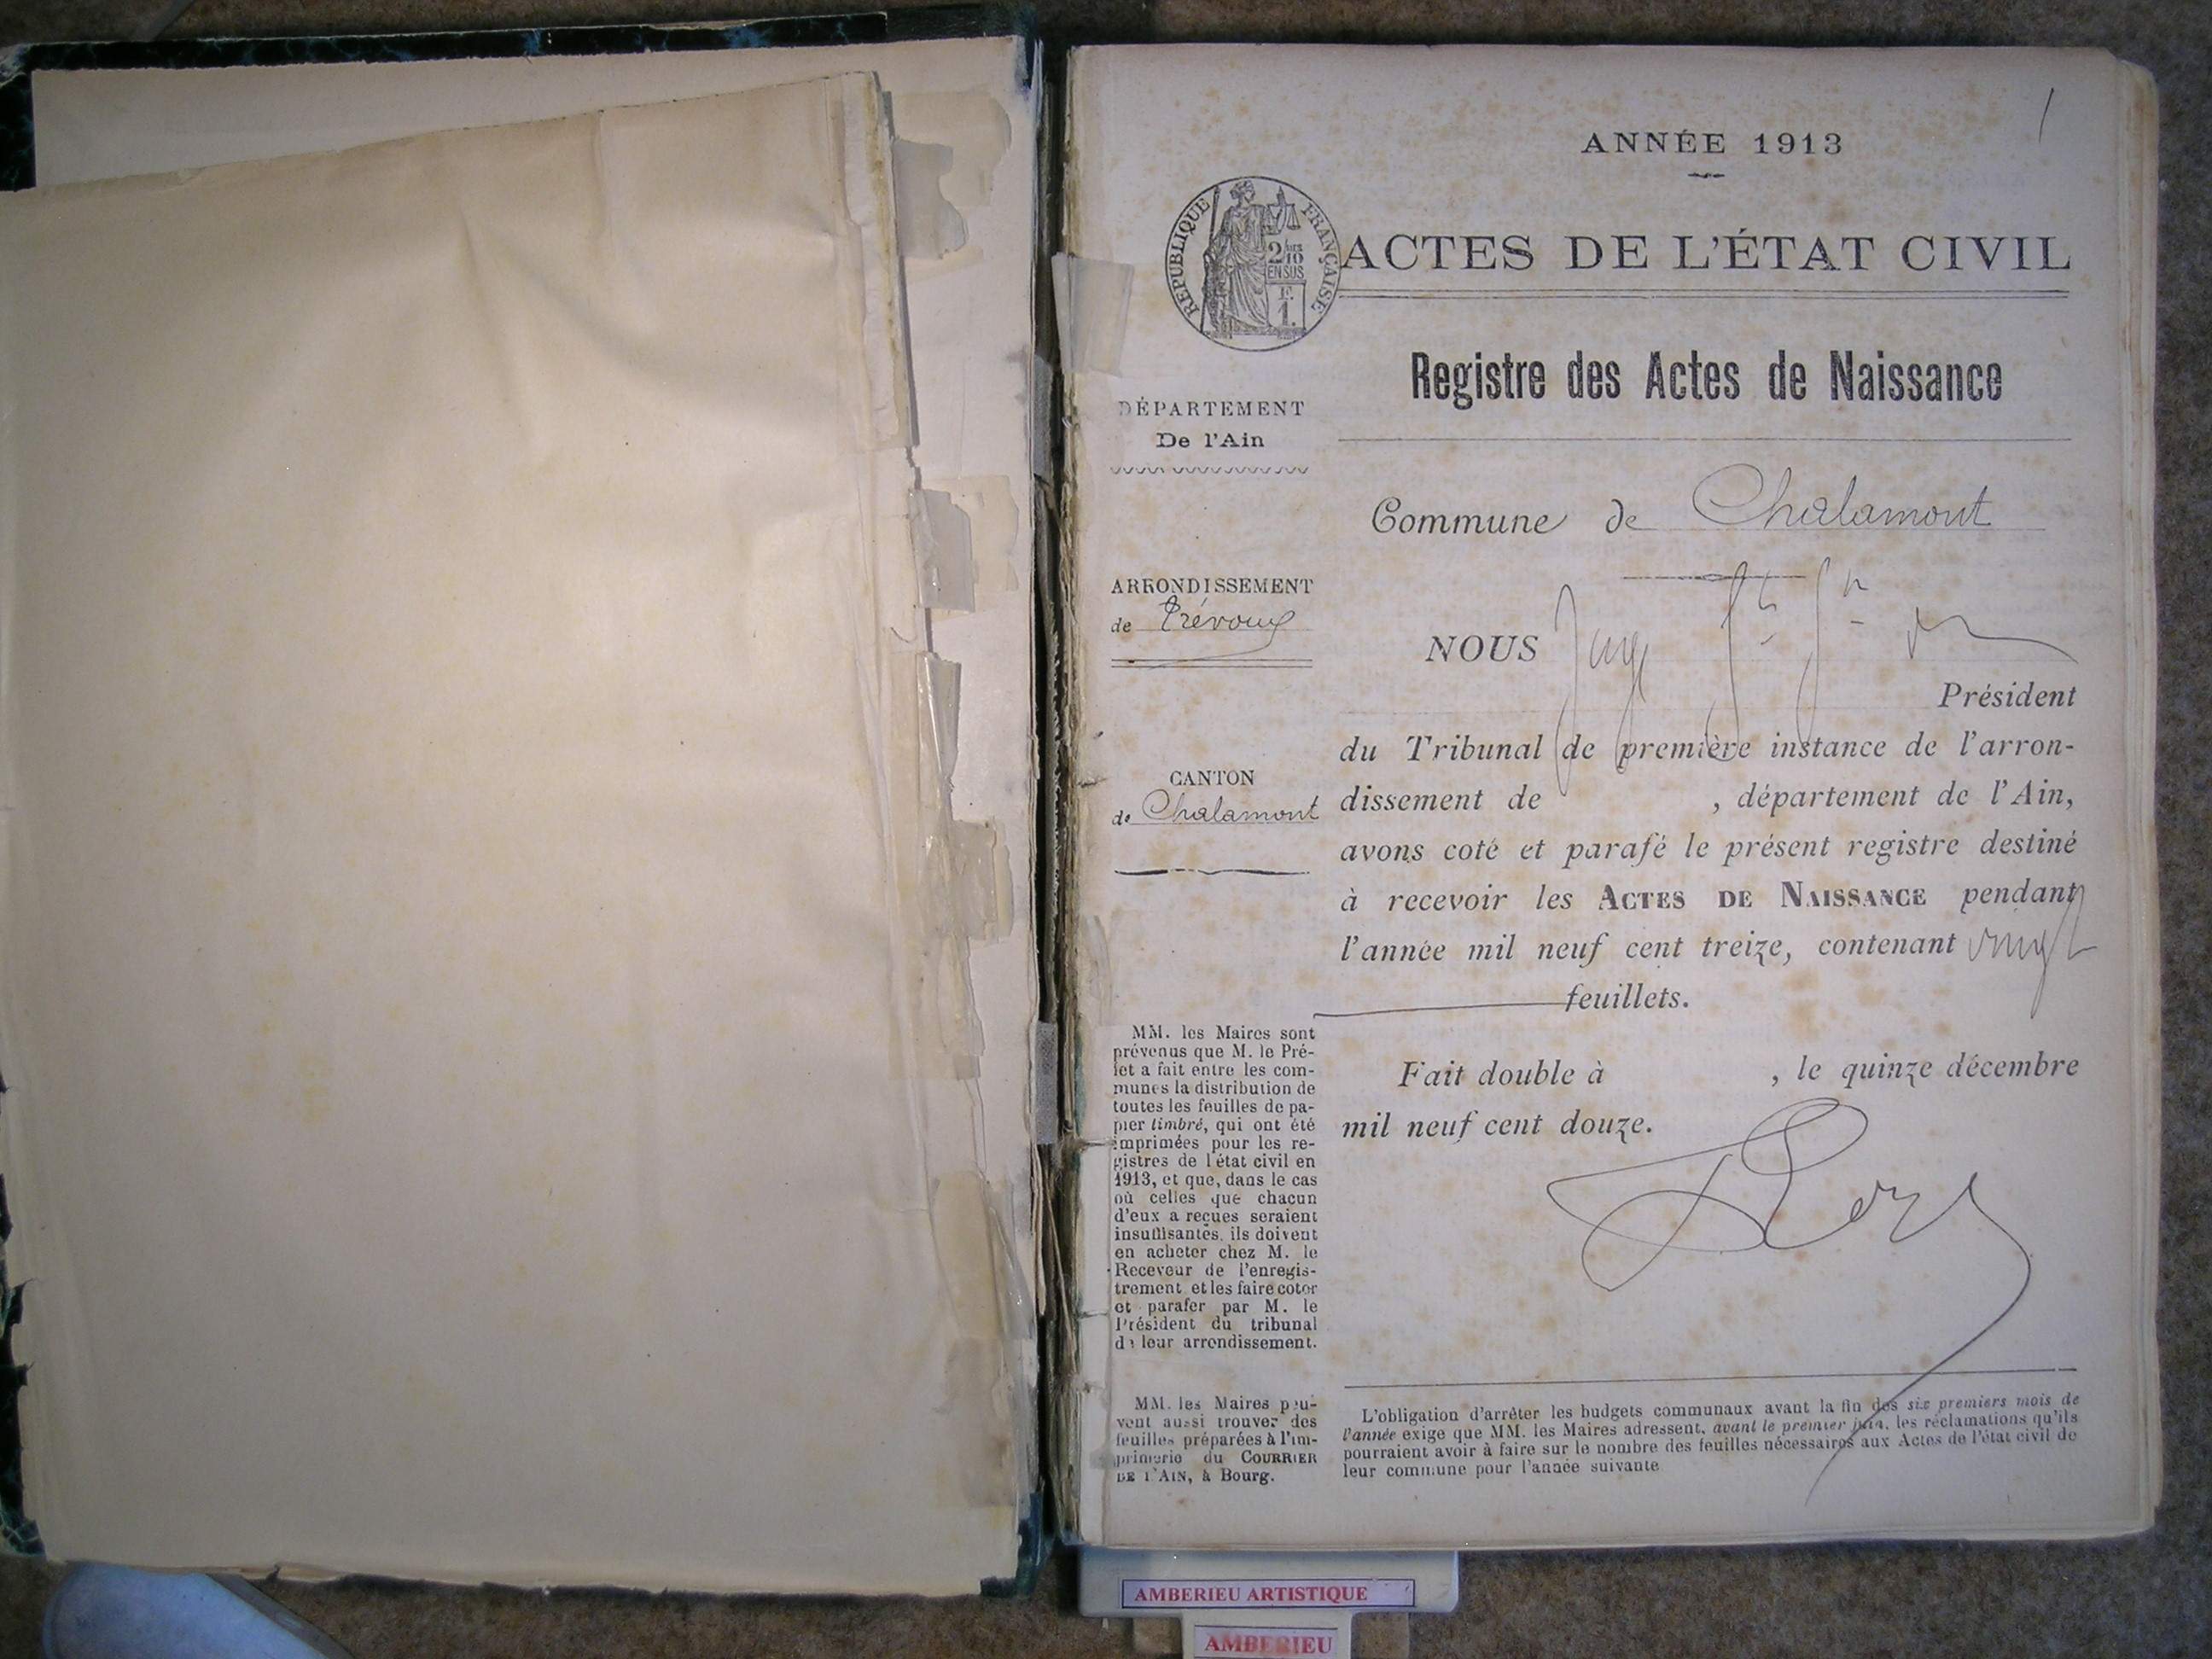 1
ANNÉE 1913
RÉPUBLIQUE FRANÇAISE
2/10
EN SUS
1
ACTES DE L'ÉTAT CIVIL
Registre des Actes de Naissance
DÉPARTEMENT
De l'Ain
Commune de Chalamont
ARRONDISSEMENT
de Trévoux
NOUS Juge
Président
du Tribunal de première instance de l'arron-
CANTON
de Chalamont
dissement de , département de l'Ain,
avons coté et parafé le présent registre destiné
à recevoir les ACTES DE NAISSANCE pendant
l'année mil neuf cent treize, contenant vingt
feuillets.
Fait double à , le quinze décembre
mil neuf cent douze.
MM. les Maires sont
prévenus que M. le Pré-
fet a fait entre les com-
munes la distribution de
toutes les feuilles de pa-
pier timbré, qui ont été
imprimées pour les re-
gistres de l'état civil en
1913, et que, dans le cas
où celles que chacun
d'eux a reçues seraient
insuffisantes, ils doivent
en acheter chez M. le
Receveur de l'enregis-
trement et les faire coter
et parafer par M. le
Président du tribunal
de leur arrondissement.
MM. les Maires peu-
vent aussi trouver des
feuilles préparées à l'im-
primerie du COURRIER
DE L'AIN, à Bourg.
L'obligation d'arrêter les budgets communaux avant la fin des six premiers mois de
l'année exige que MM. les Maires adressent, avant le premier juin, les réclamations qu'ils
pourraient avoir à faire sur le nombre des feuilles nécessaires aux Actes de l'état civil de
leur commune pour l'année suivante
AMBERIEU ARTISTIQUE
AMBERIEU